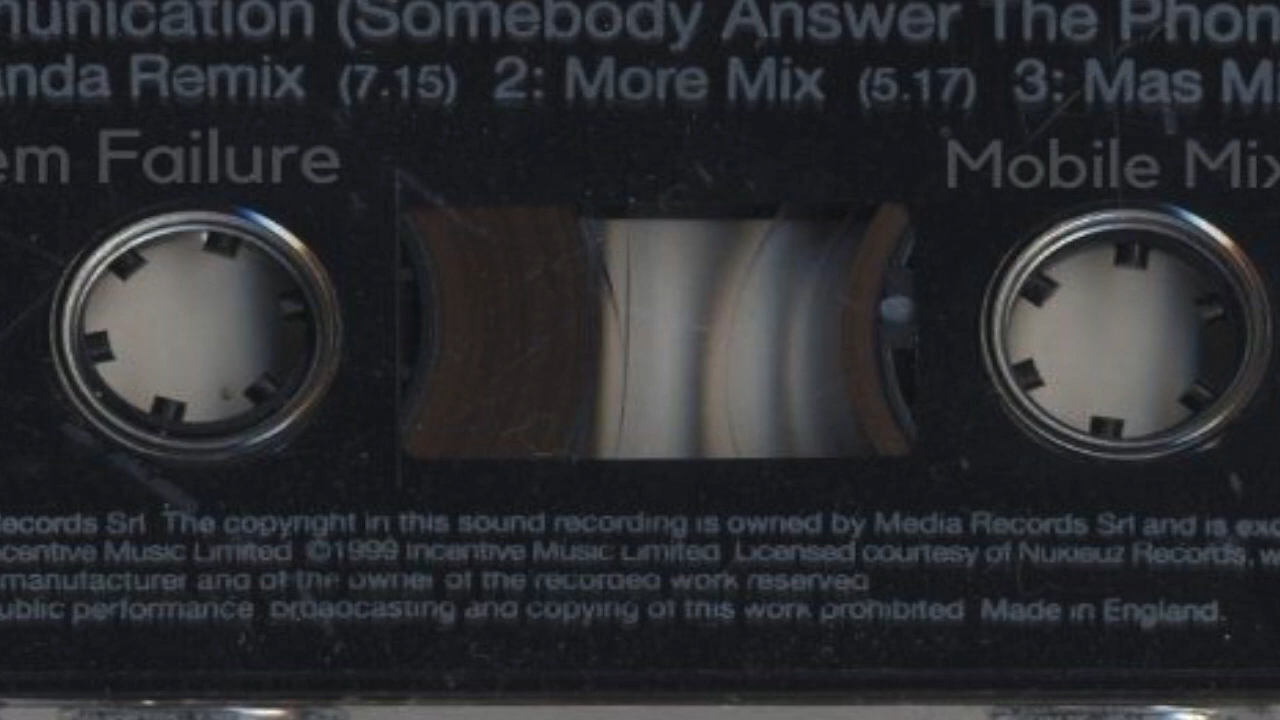 munication (Somebody Answer The Phon
anda Remix (7.15) 2: More Mix (5.17) 3: Mas Mi
em Failure
Mobile Mix
Records Srl The copyright in this sound recording is owned by Media Records Srl and is exc
ncentive Music Limited ©1999 Incentive Music Limited Licensed courtesy of Nukleuz Records, w
manufacturer and of the owner of the recorded work reserved
ublic performance broadcasting and copying of this work prohibited Made in England.